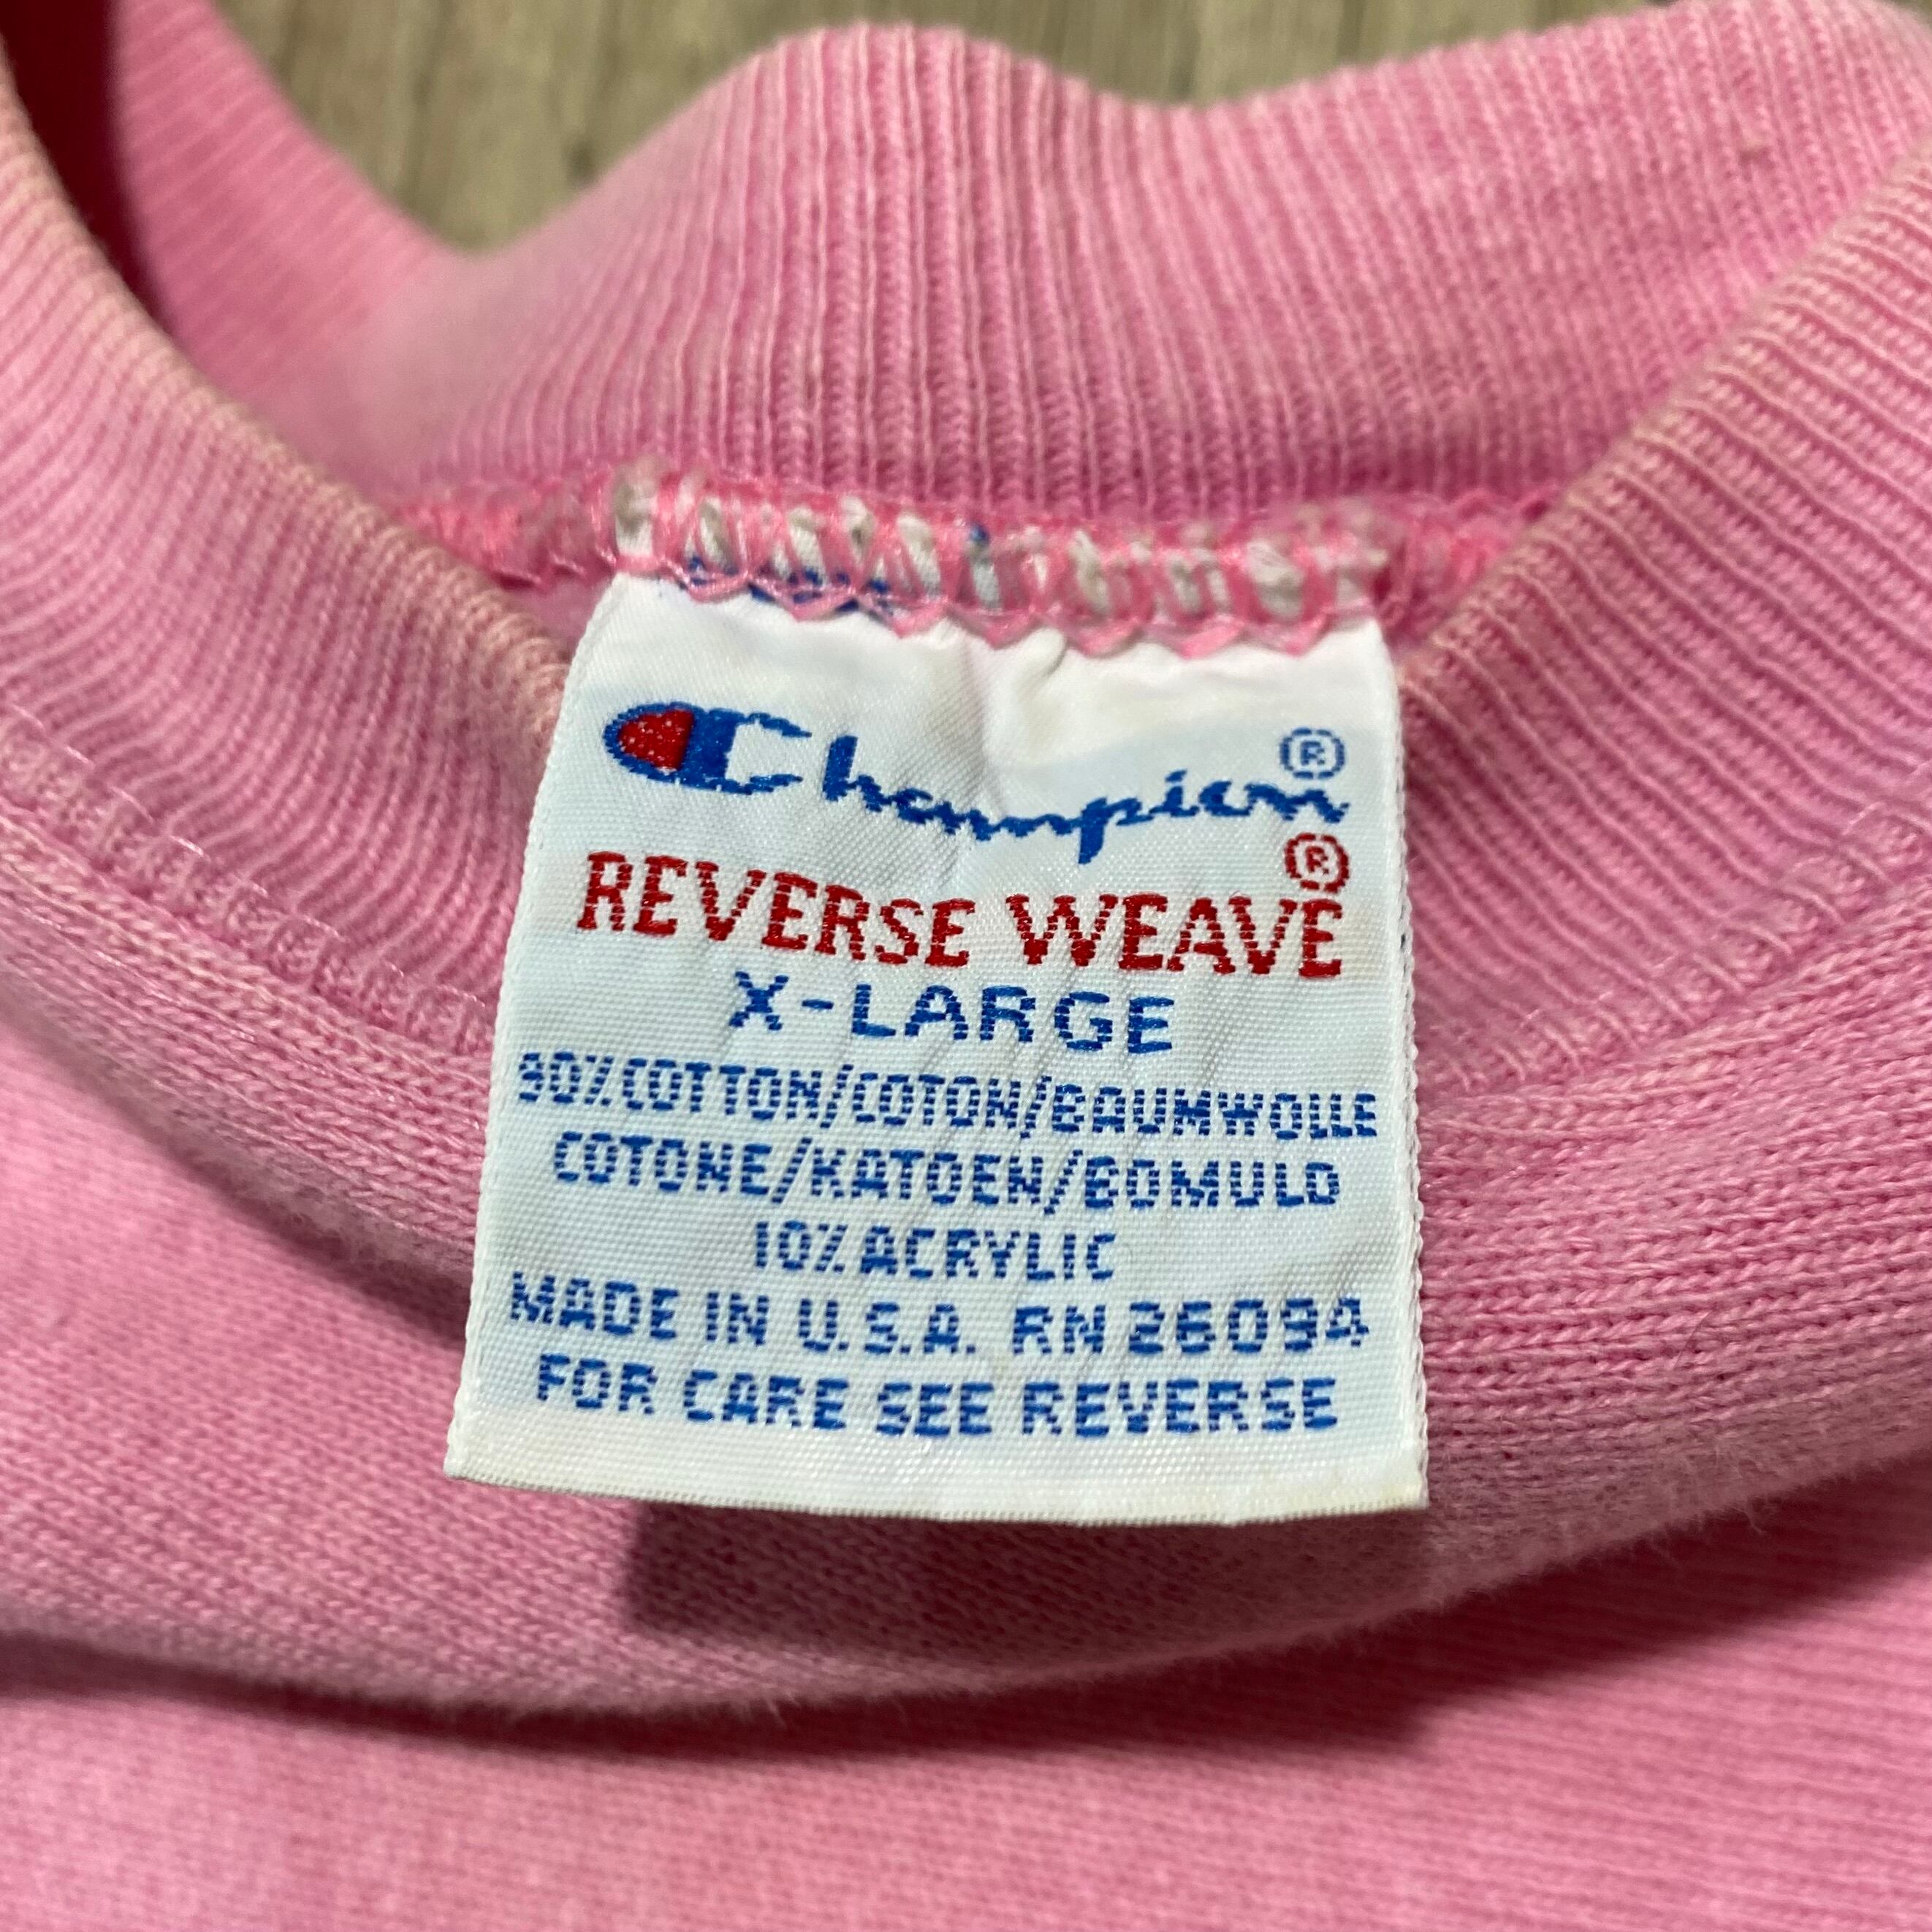 Champion®
REVERSE WEAVE®
X-LARGE
90% COTTON/COTON/BAUMWOLLE
COTONE/KATOEN/BOMULD
10% ACRYLIC
MADE IN U.S.A. RN 26094
FOR CARE SEE REVERSE